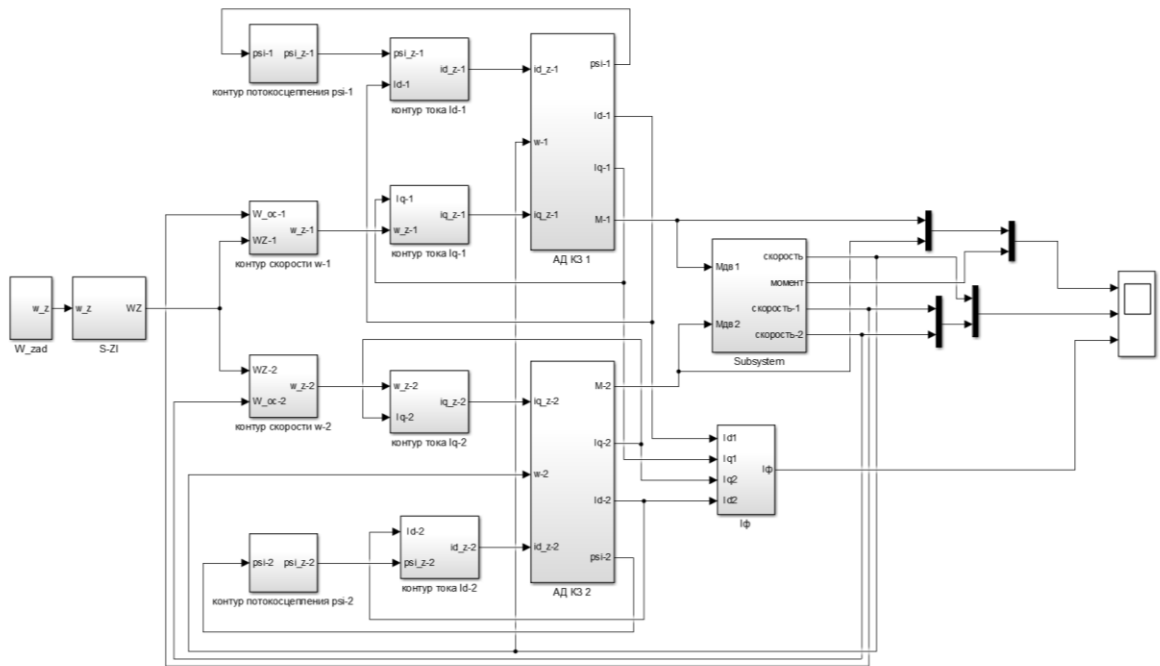 psi-1
psi_z-1
контур потокосцепления psi-1
psi_z-1
Id-1
id_z-1
контур тока Id-1
id_z-1
w-1
iq_z-1
psi-1
Id-1
Iq-1
M-1
АД КЗ 1
W_oc-1
WZ-1
w_z-1
контур скорости w-1
Iq-1
w_z-1
iq_z-1
контур тока Iq-1
w_z
W_zad
w_z
WZ
S-ZI
Мдв1
Мдв2
скорость
момент
скорость-1
скорость-2
Subsystem
WZ-2
W_oc-2
w_z-2
контур скорости w-2
w_z-2
Iq-2
iq_z-2
контур тока Iq-2
iq_z-2
w-2
id_z-2
M-2
Iq-2
Id-2
psi-2
АД КЗ 2
Id1
Iq1
Iq2
Id2
Iф
Iф
psi-2
psi_z-2
контур потокосцепления psi-2
Id-2
psi_z-2
id_z-2
контур тока Id-2